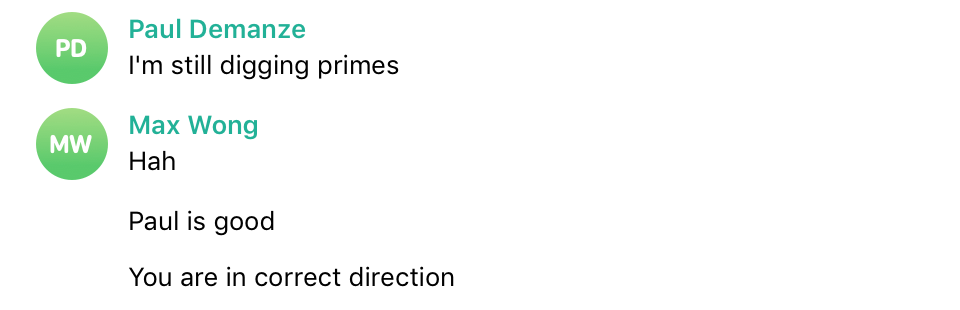 PD
Paul Demanze
I'm still digging primes
MW
Max Wong
Hah
Paul is good
You are in correct direction